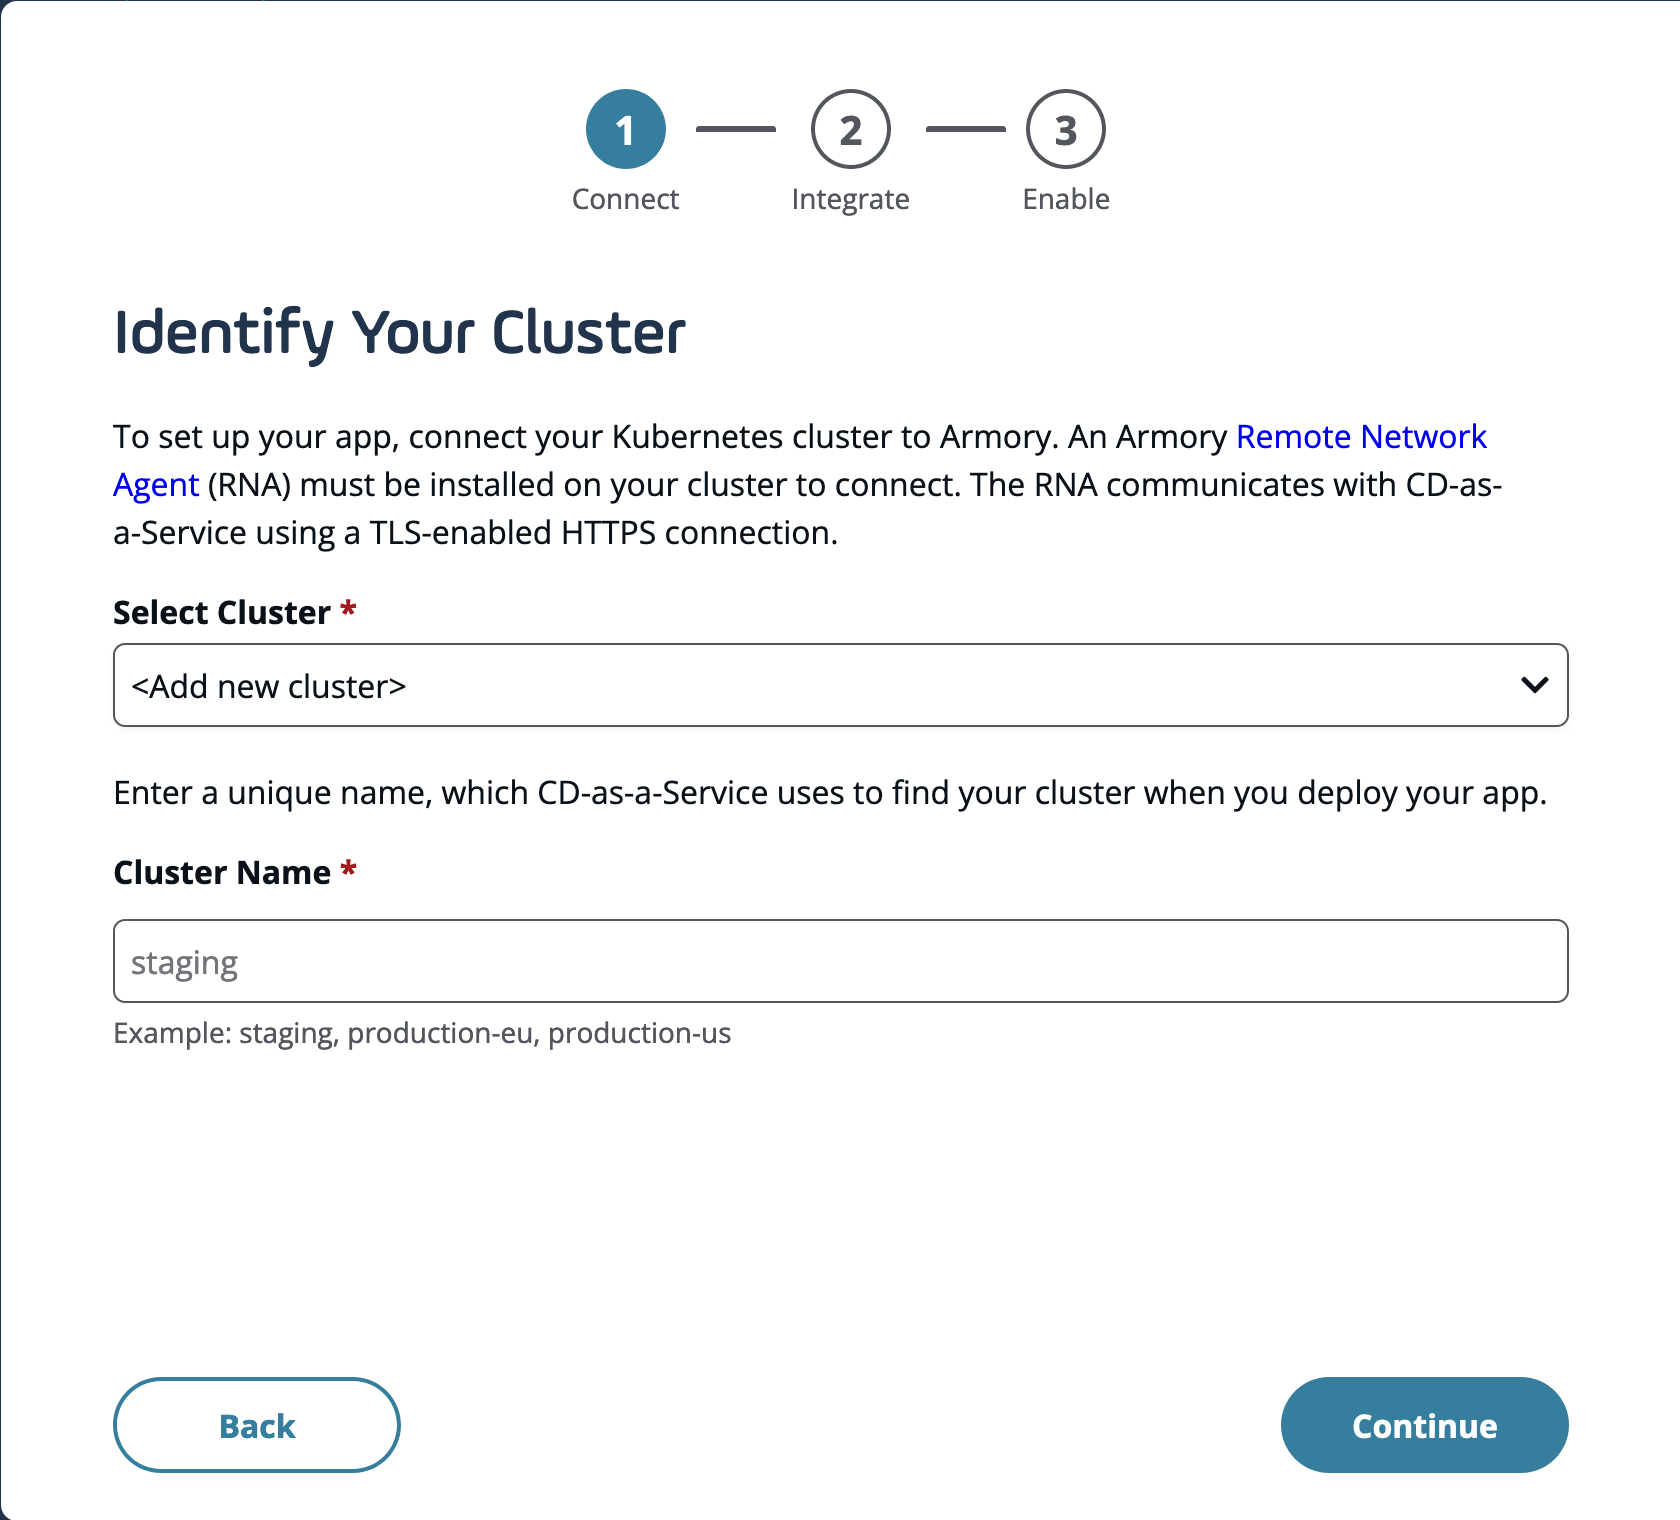 1
2
3
Connect
Integrate
Enable
Identify Your Cluster
To set up your app, connect your Kubernetes cluster to Armory. An Armory Remote Network
Agent (RNA) must be installed on your cluster to connect. The RNA communicates with CD-as-
a-Service using a TLS-enabled HTTPS connection.
Select Cluster *
<Add new cluster>
Enter a unique name, which CD-as-a-Service uses to find your cluster when you deploy your app.
Cluster Name *
staging
Example: staging, production-eu, production-us
Back
Continue